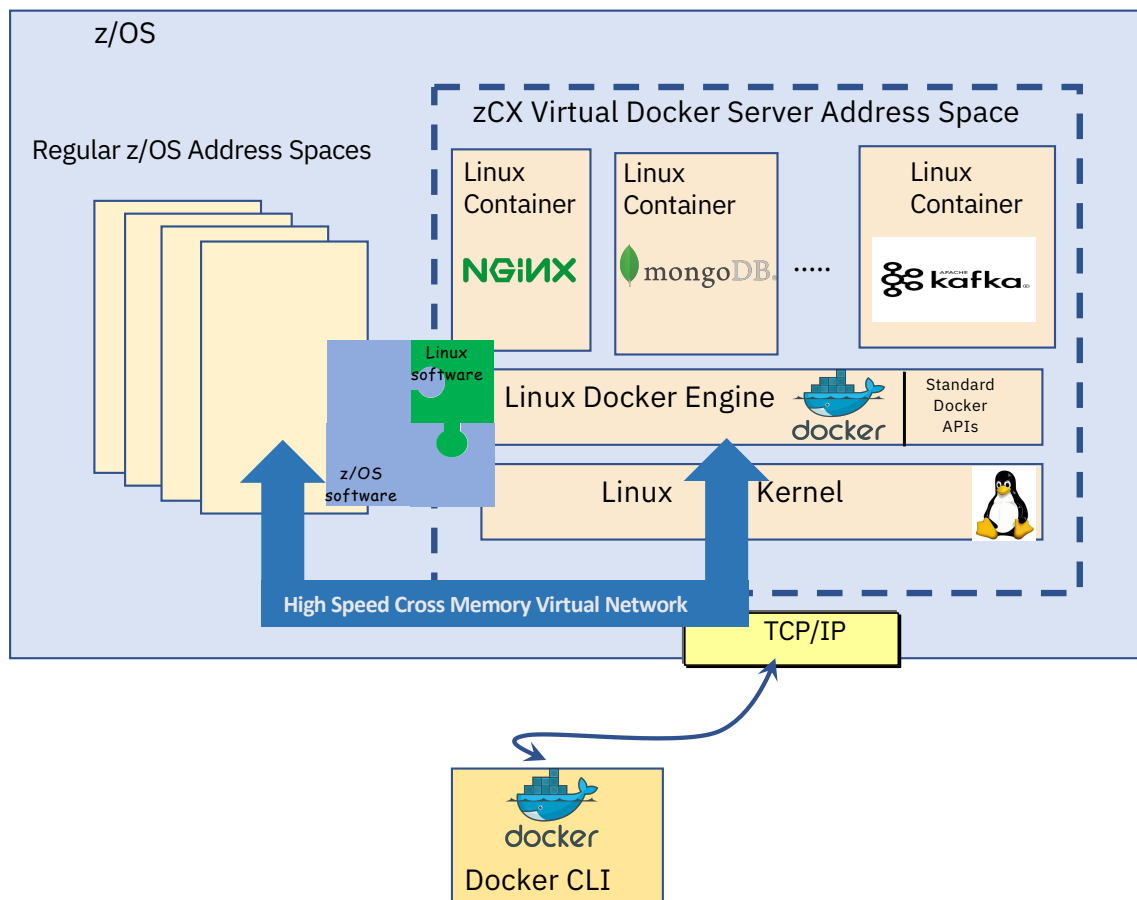 z/OS
zCX Virtual Docker Server Address Space
Regular z/OS Address Spaces
Linux
Container
NGINX
Linux
Container
mongoDB.
.....
Linux
Container
APACHE
kafka®
Linux
software
z/OS
software
Linux Docker Engine
docker
Standard
Docker
APIs
Linux Kernel
High Speed Cross Memory Virtual Network
TCP/IP
docker
Docker CLI